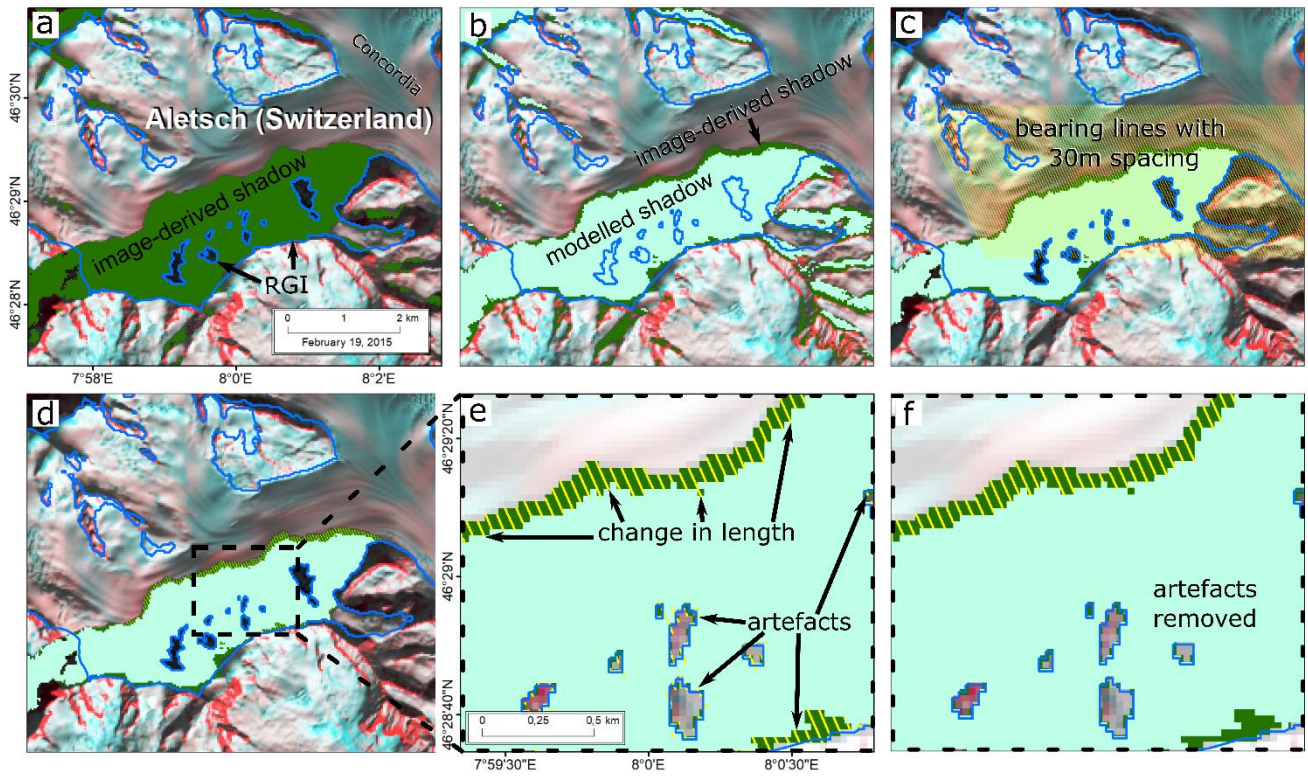 a
Concordia
Aletsch (Switzerland)
image-derived shadow
RGI
0 1 2 km
February 19, 2015
46°30'N
46°29'N
46°28'N
7°58'E
8°0'E
8°2'E
b
image-derived shadow
modelled shadow
c
bearing lines with
30m spacing
d
e
change in length
artefacts
0 0,25 0,5 km
46°29'20"N
46°29'N
46°28'40"N
7°59'30"E
8°0'E
8°0'30"E
f
artefacts
removed